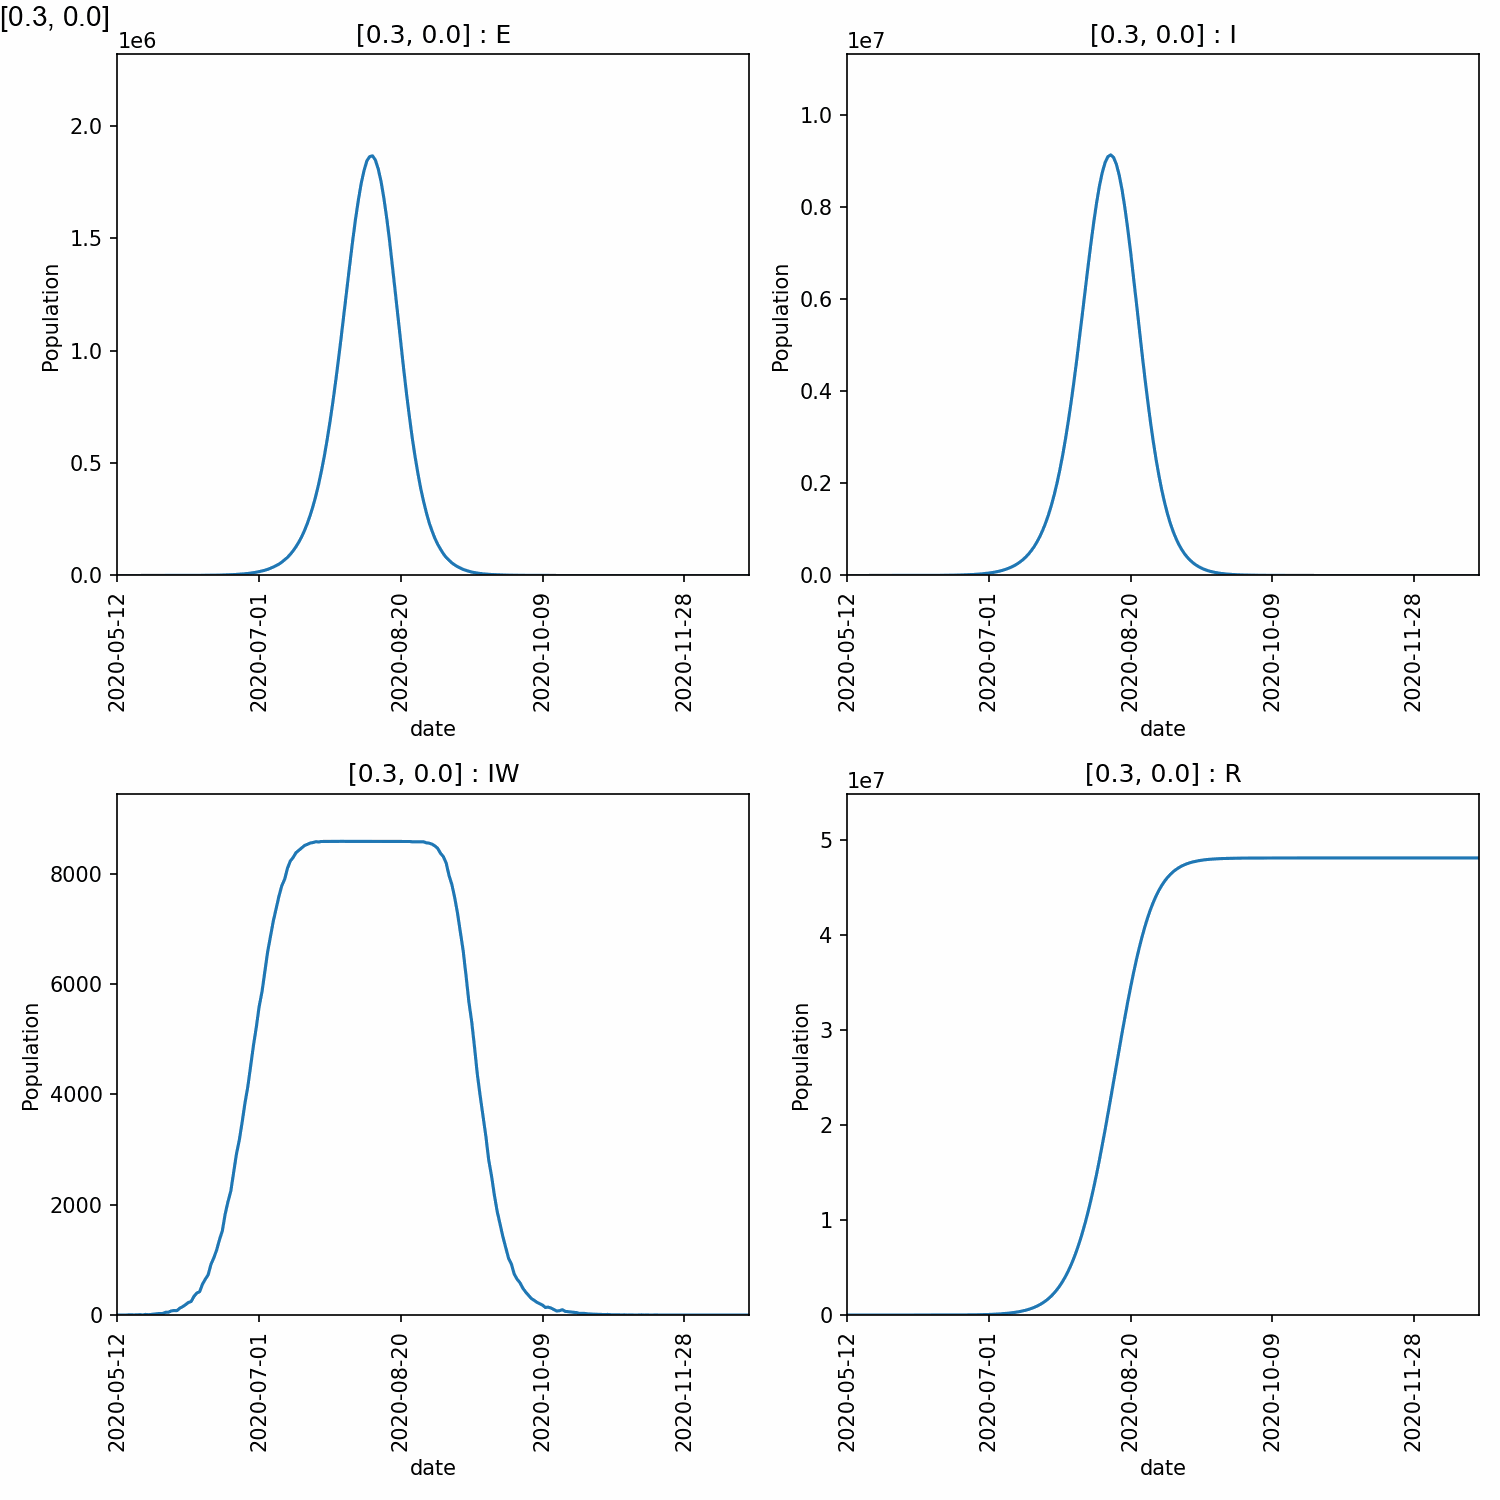 [0.3, 0.0]
[0.3, 0.0] : E
1e6
2.0
1.5
1.0
0.5
0.0
Population
2020-05-12
2020-07-01
2020-08-20
2020-10-09
2020-11-28
date
[0.3, 0.0] : I
1e7
1.0
0.8
0.6
0.4
0.2
0.0
Population
2020-05-12
2020-07-01
2020-08-20
2020-10-09
2020-11-28
date
[0.3, 0.0] : IW
8000
6000
4000
2000
0
Population
2020-05-12
2020-07-01
2020-08-20
2020-10-09
2020-11-28
date
[0.3, 0.0] : R
1e7
5
4
3
2
1
0
Population
2020-05-12
2020-07-01
2020-08-20
2020-10-09
2020-11-28
date